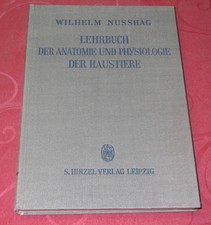 WILHELM NUSSHAG
LEHRBUCH
DER ANATOMIE UND PHYSIOLOGIE
DER HAUSTIERE
S. HIRZEL VERLAG LEIPZIG